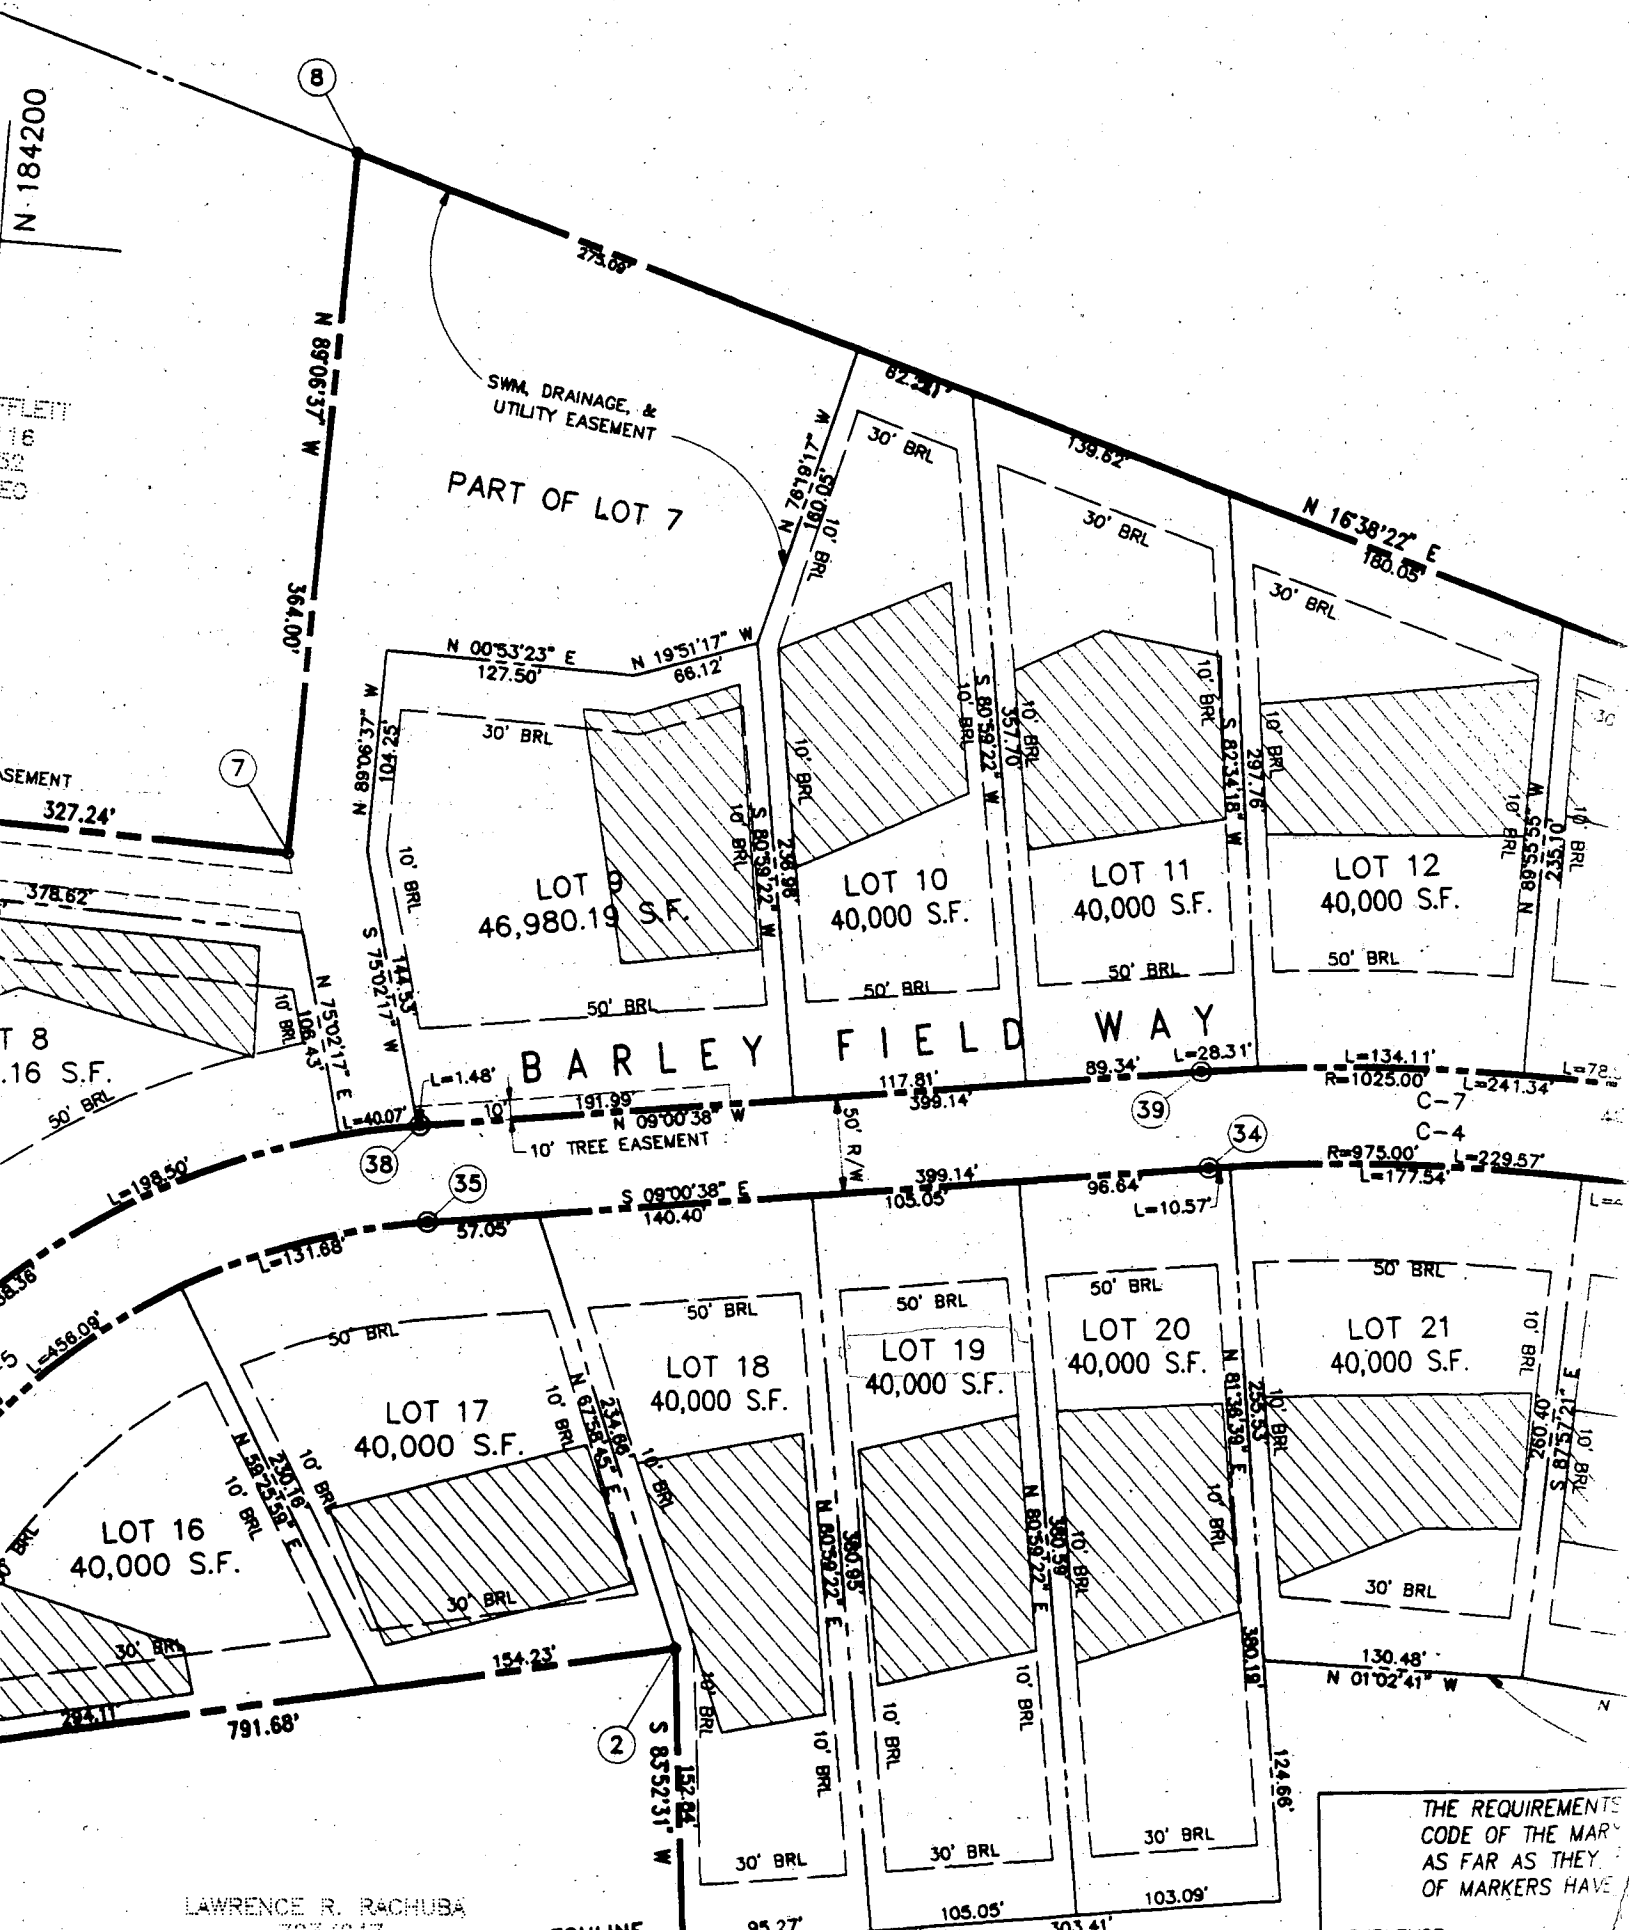 8
N 184200
275.09'
N 89°06'37" W
364.00'
SWM, DRAINAGE, &
UTILITY EASEMENT
PART OF LOT 7
N 76°19'17" W
160.05'
10' BRL
30' BRL
139.62'
30' BRL
N 16°38'22" E
160.05'
30' BRL
N 00°53'23" E
127.50'
N 19°51'17" W
66.12'
N 89°06'37" W
104.25'
30' BRL
7
327.24'
378.62'
10' BRL
LOT 9
46,980.19 S.F.
10' BRL
S 80°59'22" W
236.98'
10' BRL
LOT 10
40,000 S.F.
10' BRL
S 80°59'22" W
357.70'
10' BRL
LOT 11
40,000 S.F.
10' BRL
S 82°34'18" W
297.76'
10' BRL
LOT 12
40,000 S.F.
10' BRL
N 89°55'55" W
235.10'
10' BRL
S 75°02'17" W
144.53'
50' BRL
50' BRL
50' BRL
50' BRL
N 75°02'17" E
106.43'
10' BRL
50' BRL
BARLEY FIELD WAY
L=1.48'
L=40.07'
10'
191.99'
N 09°00'38" W
10' TREE EASEMENT
117.81'
399.14'
89.34'
L=28.31'
L=134.11'
R=1025.00'
L=241.34'
C-7
38
39
50' R/W
34
C-4
L=198.50'
35
57.05'
S 09°00'38" E
140.40'
399.14'
105.05'
96.64'
L=10.57'
R=975.00'
L=229.57'
L=177.54'
L=131.68'
L=456.09'
50' BRL
50' BRL
50' BRL
50' BRL
50' BRL
LOT 17
40,000 S.F.
LOT 18
40,000 S.F.
LOT 19
40,000 S.F.
LOT 20
40,000 S.F.
LOT 21
40,000 S.F.
LOT 16
40,000 S.F.
N 59°25'59" E
230.16'
10' BRL
10' BRL
N 67°58'45" E
234.66'
10' BRL
10' BRL
N 80°59'22" E
380.95'
N 80°59'22" E
380.59'
10' BRL
N 81°38'39" E
255.53'
10' BRL
10' BRL
380.19'
10' BRL
260.40'
S 87°57'21" E
10' BRL
30' BRL
30' BRL
30' BRL
154.23'
294.11'
791.68'
2
S 83°52'31" W
152.84'
10' BRL
10' BRL
10' BRL
10' BRL
130.48'
N 01°02'41" W
124.66'
30' BRL
30' BRL
30' BRL
THE REQUIREMENTS
CODE OF THE MAR
AS FAR AS THEY
OF MARKERS HAVE
LAWRENCE R. RACHUBA
95.27'
105.05'
303.41'
103.09'